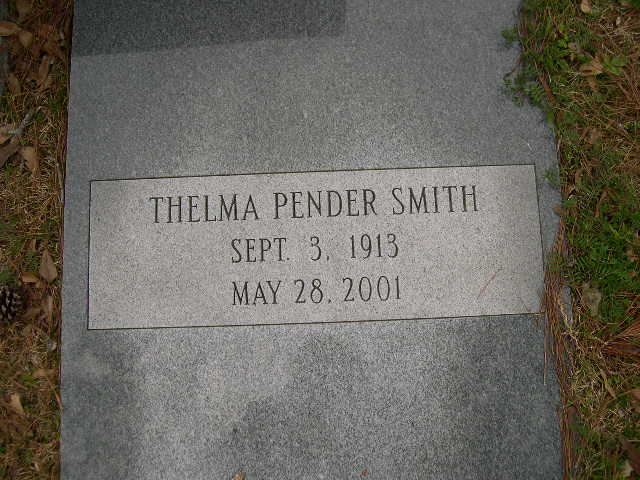 THELMA PENDER SMITH
SEPT. 3, 1913
MAY 28, 2001